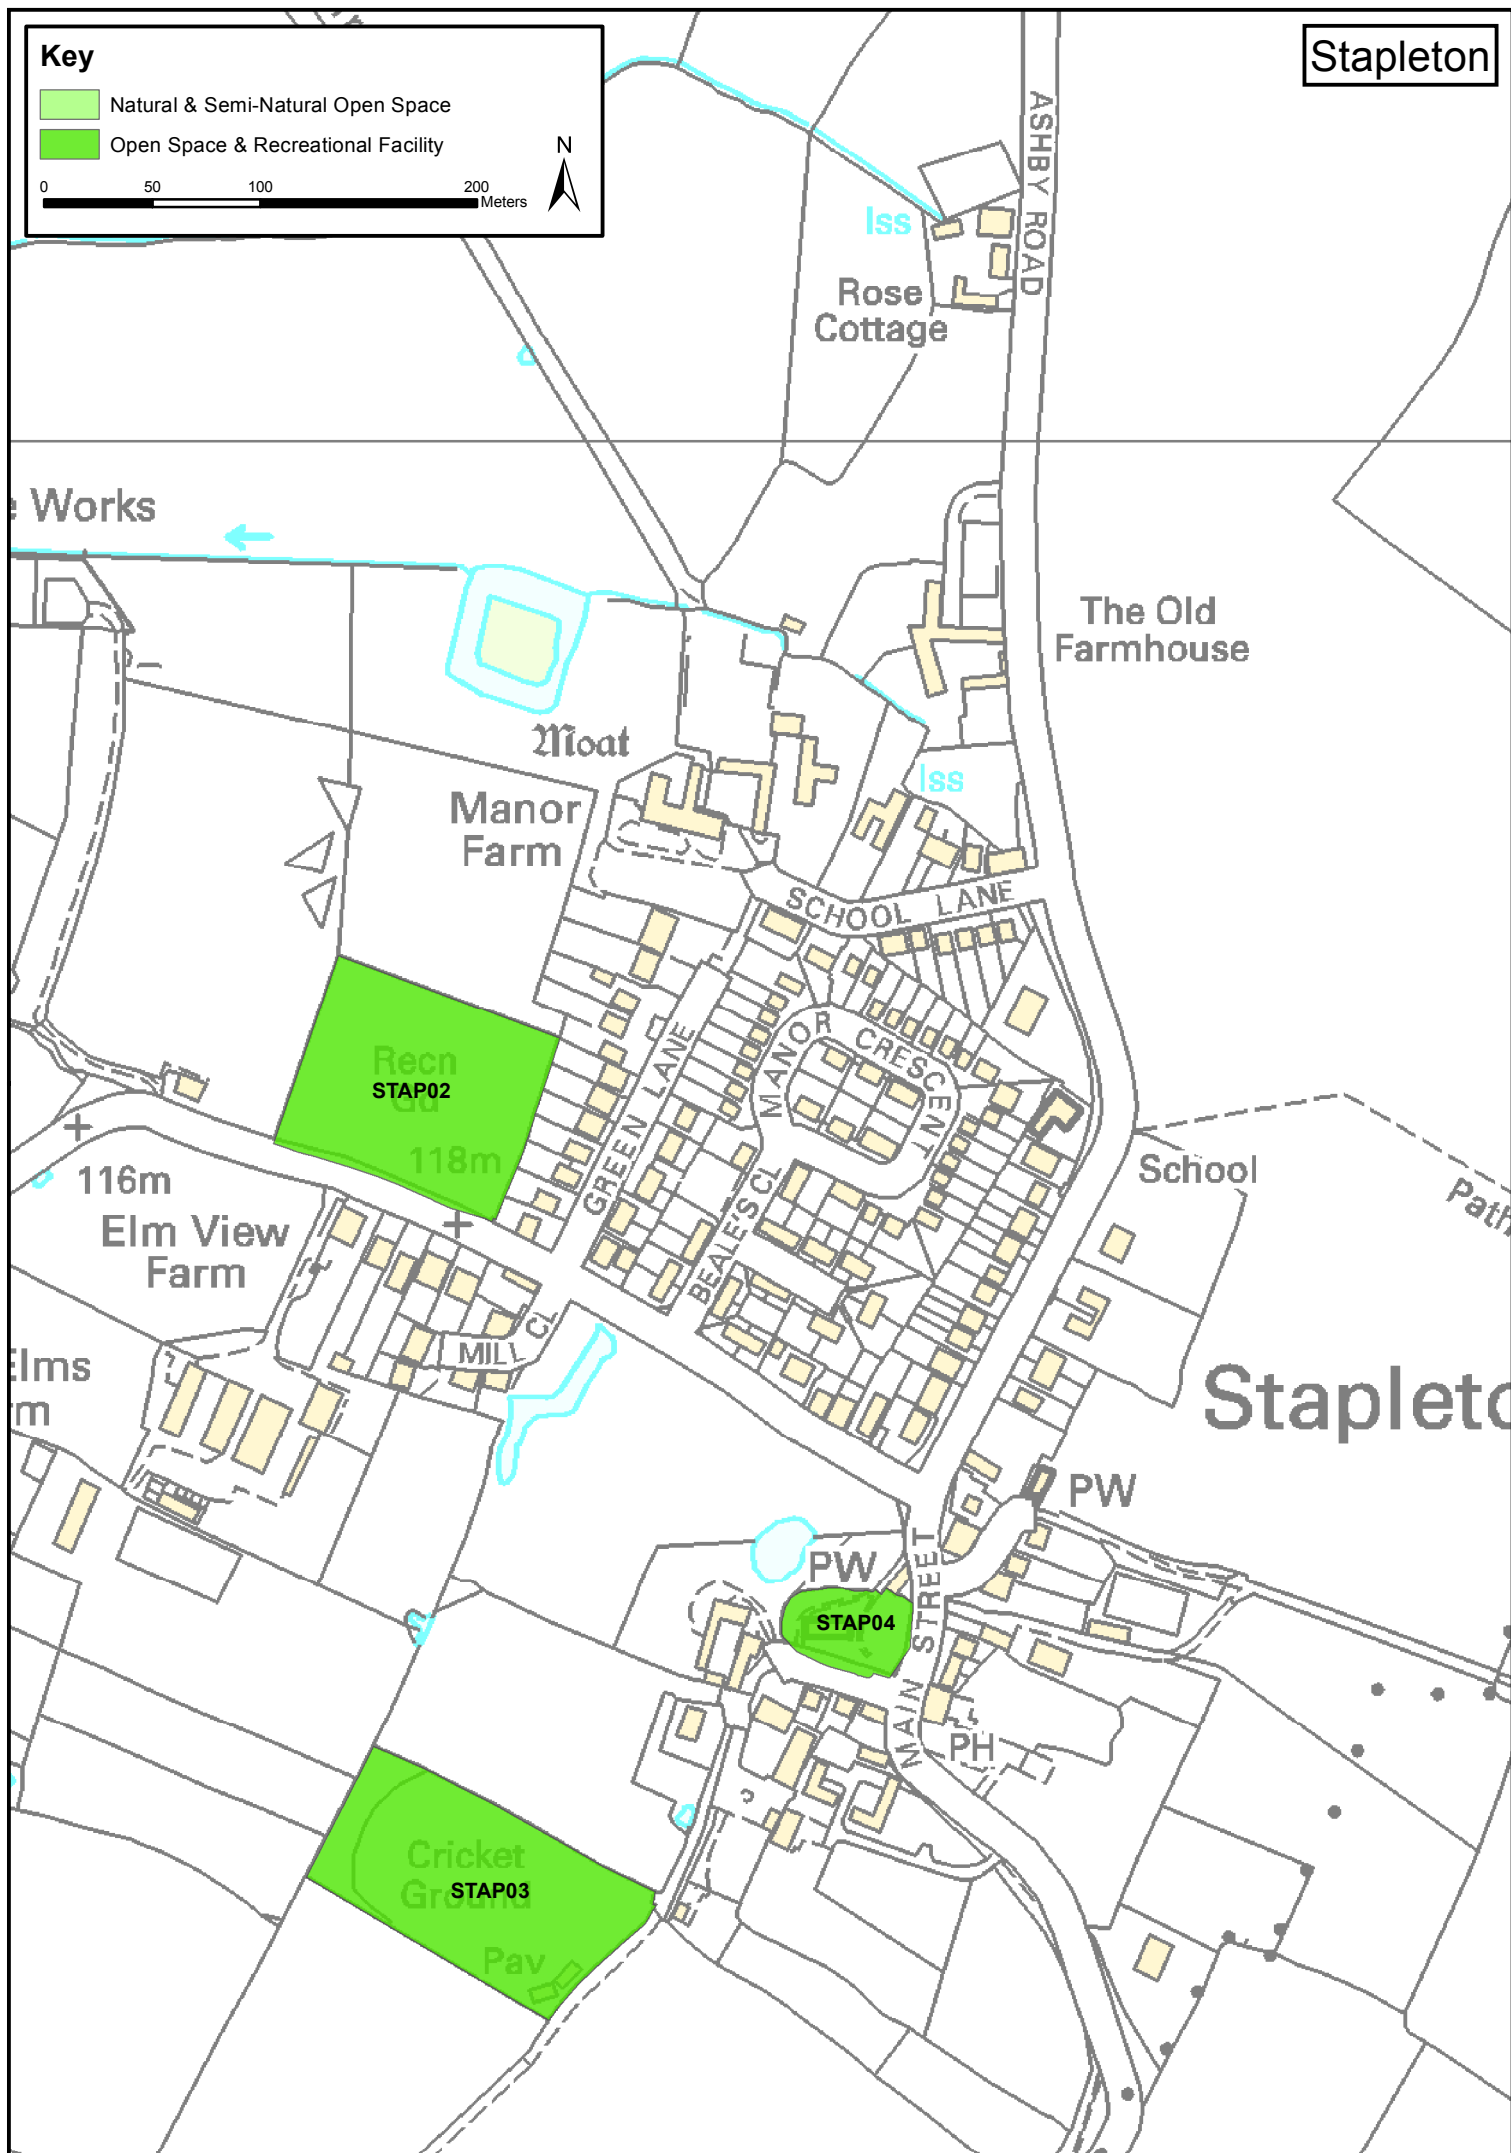 Stapleton
Key
Natural & Semi-Natural Open Space
Open Space & Recreational Facility
N
0 50 100 200
Meters
ASHBY ROAD
Iss
Rose
Cottage
e Works
The Old
Farmhouse
Moat
Iss
Manor
Farm
SCHOOL LANE
MANOR CRESCENT
GREEN LANE
Recn
STAP02
Gd
118m
School
116m
Path
Elm View
Farm
BEALE'S CL
MILL CL
Elms
m
Stapleto
PW
PW
STAP04
MAIN STREET
PH
Cricket
STAP03
Ground
Pav